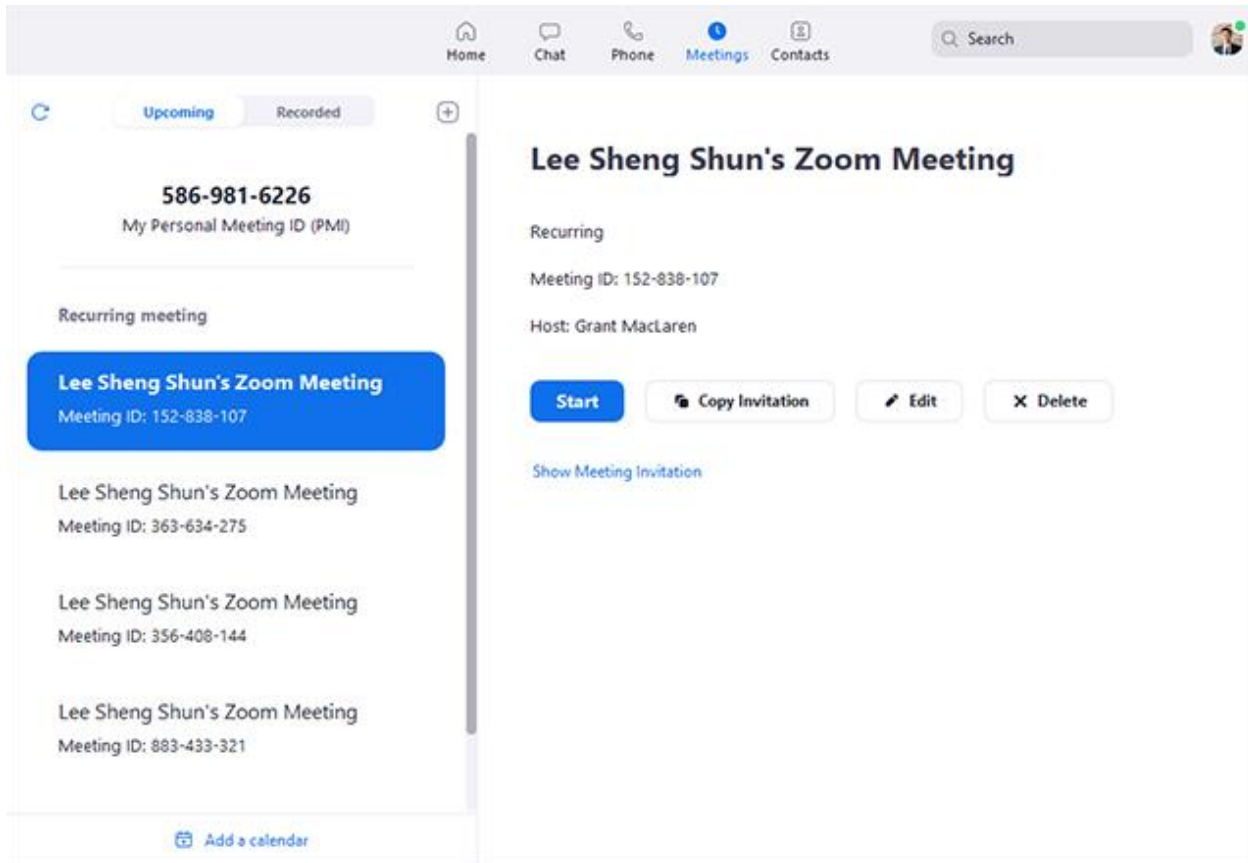 Home Chat Phone Meetings Contacts Search
Upcoming Recorded
586-981-6226
My Personal Meeting ID (PMI)
Recurring meeting
Lee Sheng Shun's Zoom Meeting
Meeting ID: 152-838-107
Lee Sheng Shun's Zoom Meeting
Meeting ID: 363-634-275
Lee Sheng Shun's Zoom Meeting
Meeting ID: 356-408-144
Lee Sheng Shun's Zoom Meeting
Meeting ID: 883-433-321
Add a calendar
Lee Sheng Shun's Zoom Meeting
Recurring
Meeting ID: 152-838-107
Host: Grant MacLaren
Start Copy Invitation Edit Delete
Show Meeting Invitation